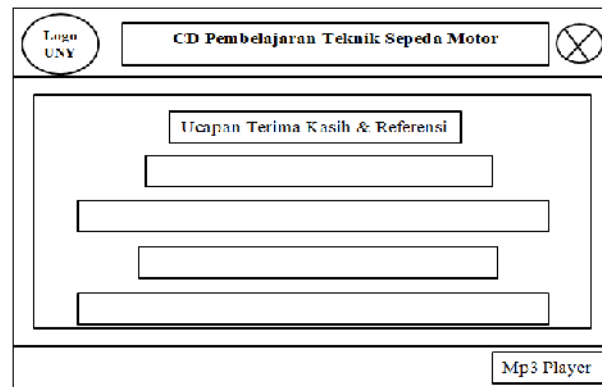 Logo
UNY
CD Pembelajaran Teknik Sepeda Motor
Ucapan Terima Kasih & Referensi
Mp3 Player